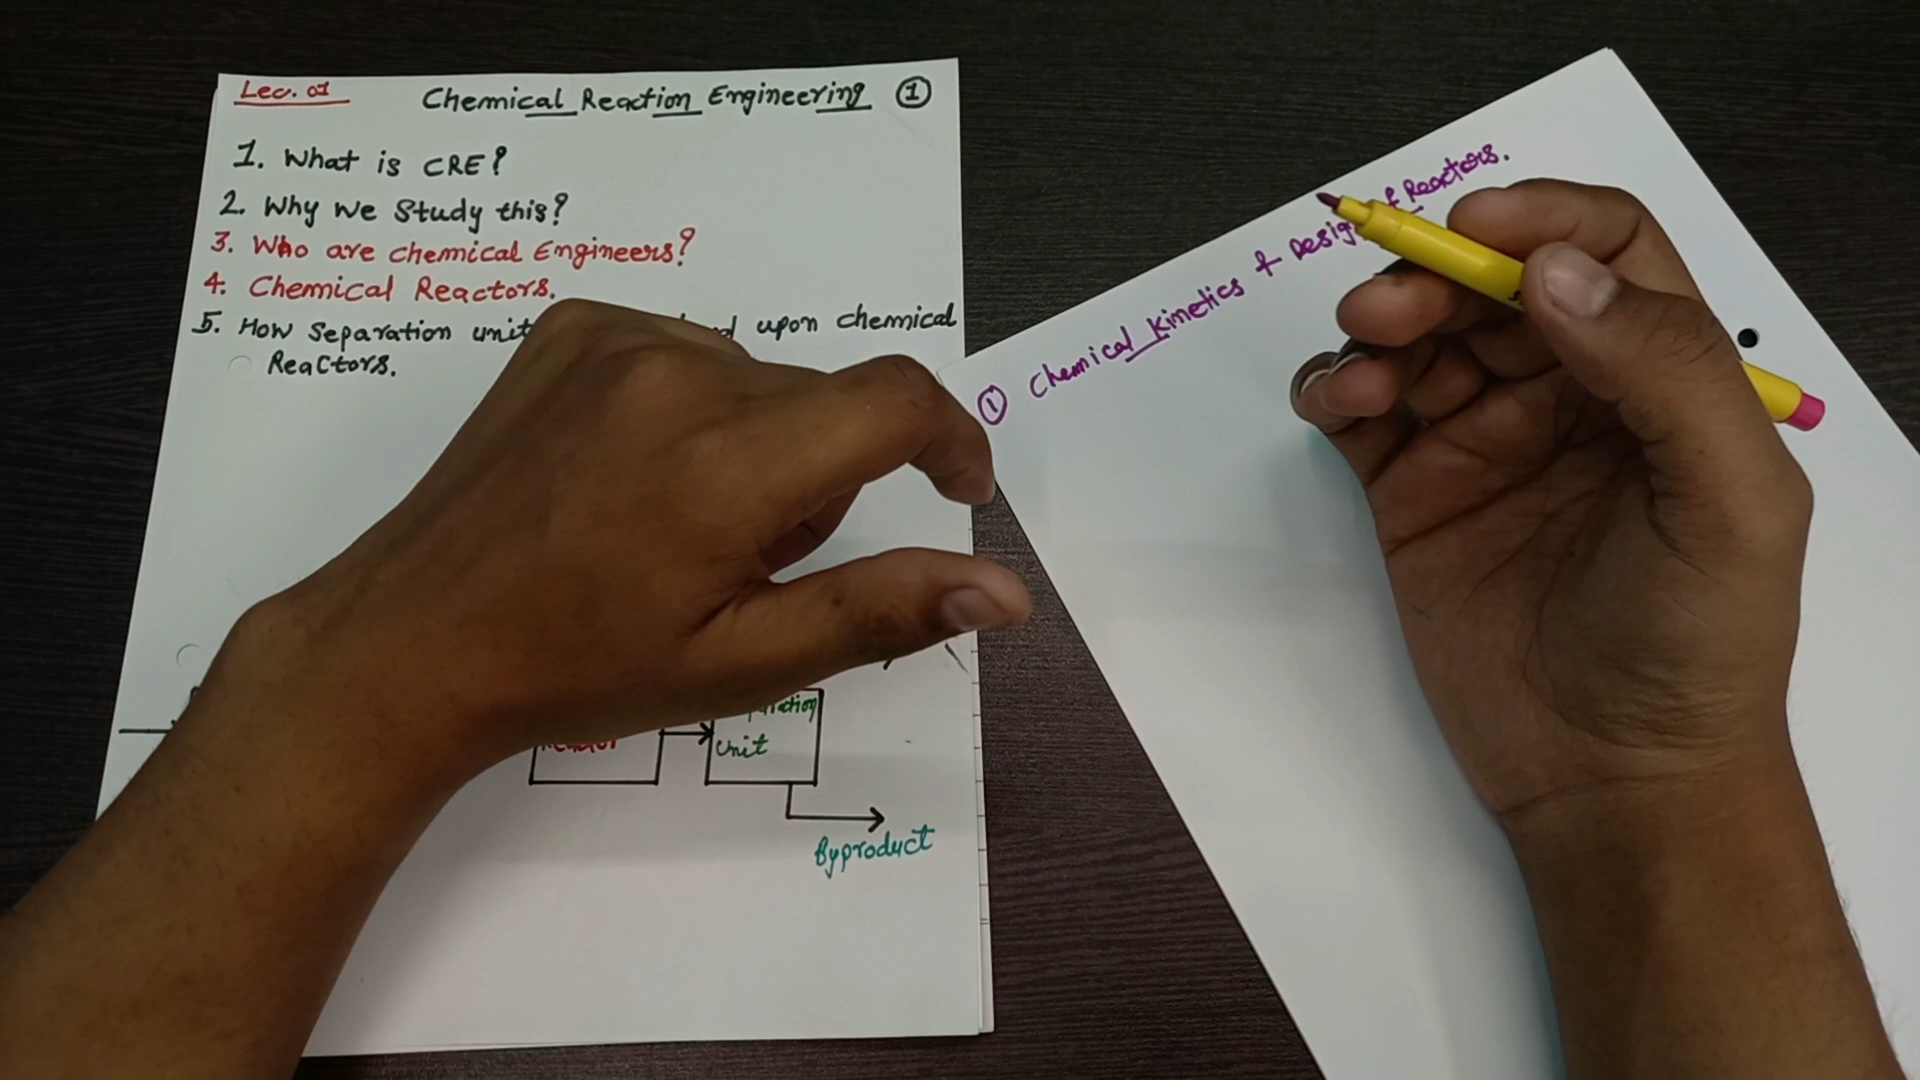 Lec. 01
Chemical Reaction Engineering ①
1. What is CRE?
2. Why We Study this?
3. Who are Chemical Engineers?
4. Chemical Reactors.
5. How Separation unit upon chemical
Reactors.
unit
Byproduct
① Chemical Kinetics & Reactors.